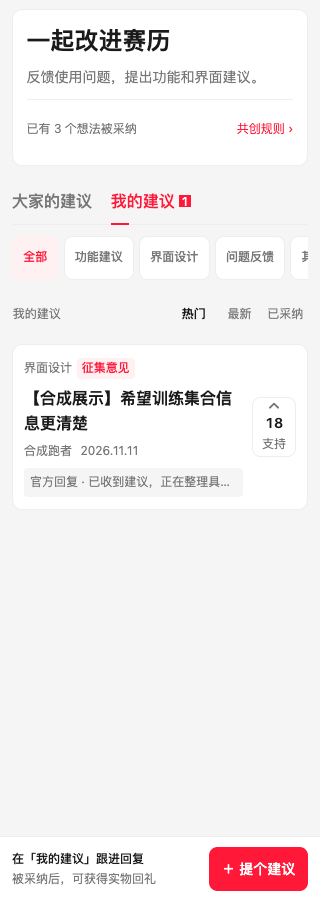 一起改进赛历
反馈使用问题，提出功能和界面建议。
已有 3 个想法被采纳
共创规则 ›
大家的建议 我的建议 1
全部 功能建议 界面设计 问题反馈
我的建议 热门 最新 已采纳
界面设计 征集意见
【合成展示】希望训练集合信
息更清楚
合成跑者 2026.11.11
官方回复 · 已收到建议，正在整理具...
18
支持
在「我的建议」跟进回复
被采纳后，可获得实物回礼
+ 提个建议